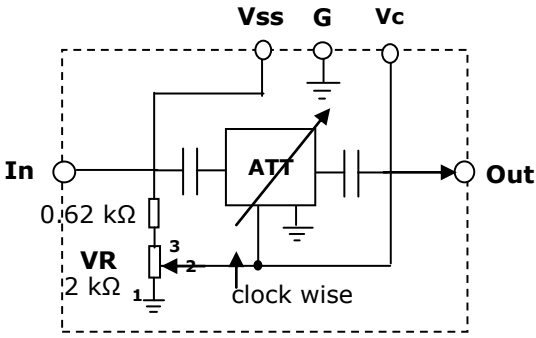 Vss G Vc
In ATT Out
0.62 kΩ
3
VR 2
2 kΩ 1 clock wise